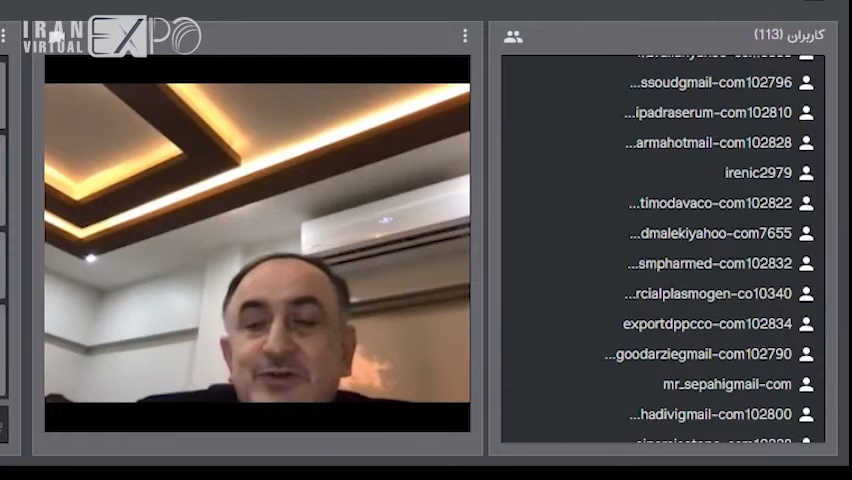 IRAN
VIRTUAL
EXPO
کاربران (113)
...ssoudgmail-com102796
...ipadraserum-com102810
...armahotmail-com102828
irenic2979
...timodavaco-com102822
...dmalekiyahoo-com7655
...smpharmed-com102832
...rcialplasmogen-co10340
exportdppcco-com102834
...goodarziegmail-com102790
mr_sepahigmail-com
...hadivigmail-com102800